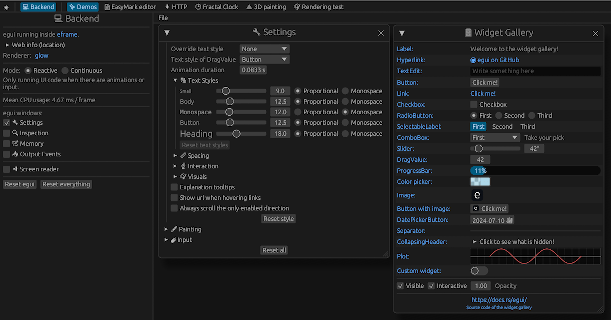 Backend Demos EasyMark editor HTTP Fractal Clock 3D painting Rendering test
Backend
egui running inside eframe.
Web info (location)
Renderer: glow
Mode: Reactive Continuous
Only running UI code when there are animations or input.
Mean CPU usage: 4.67 ms / frame
egui windows:
Settings
Inspection
Memory
Output Events
Screen reader
Reset egui Reset everything
File
Settings
Override text style None
Text style of DragValue Button
Animation duration 0.0833 s
Text Styles
Small 9.0 Proportional Monospace
Body 12.5 Proportional Monospace
Monospace 12.0 Proportional Monospace
Button 12.5 Proportional Monospace
Heading 18.0 Proportional Monospace
Reset text styles
Spacing
Interaction
Visuals
Explanation tooltips
Show url when hovering links
Always scroll the only enabled direction
Reset style
Painting
Input
Reset all
Widget Gallery
Label: Welcome to the widget gallery!
Hyperlink: egui on GitHub
TextEdit: Write something here
Button: Click me!
Link: Click me!
Checkbox: Checkbox
RadioButton: First Second Third
SelectableLabel: First Second Third
ComboBox: First Take your pick
Slider: 42°
DragValue: 42
ProgressBar: 11%
Color picker:
Image:
Button with image: Click me!
DatePickerButton: 2024-07-10
Separator:
CollapsingHeader: Click to see what is hidden!
Plot:
Custom widget:
Visible Interactive 1.00 Opacity
https://docs.rs/egui/
Source code of the widget gallery